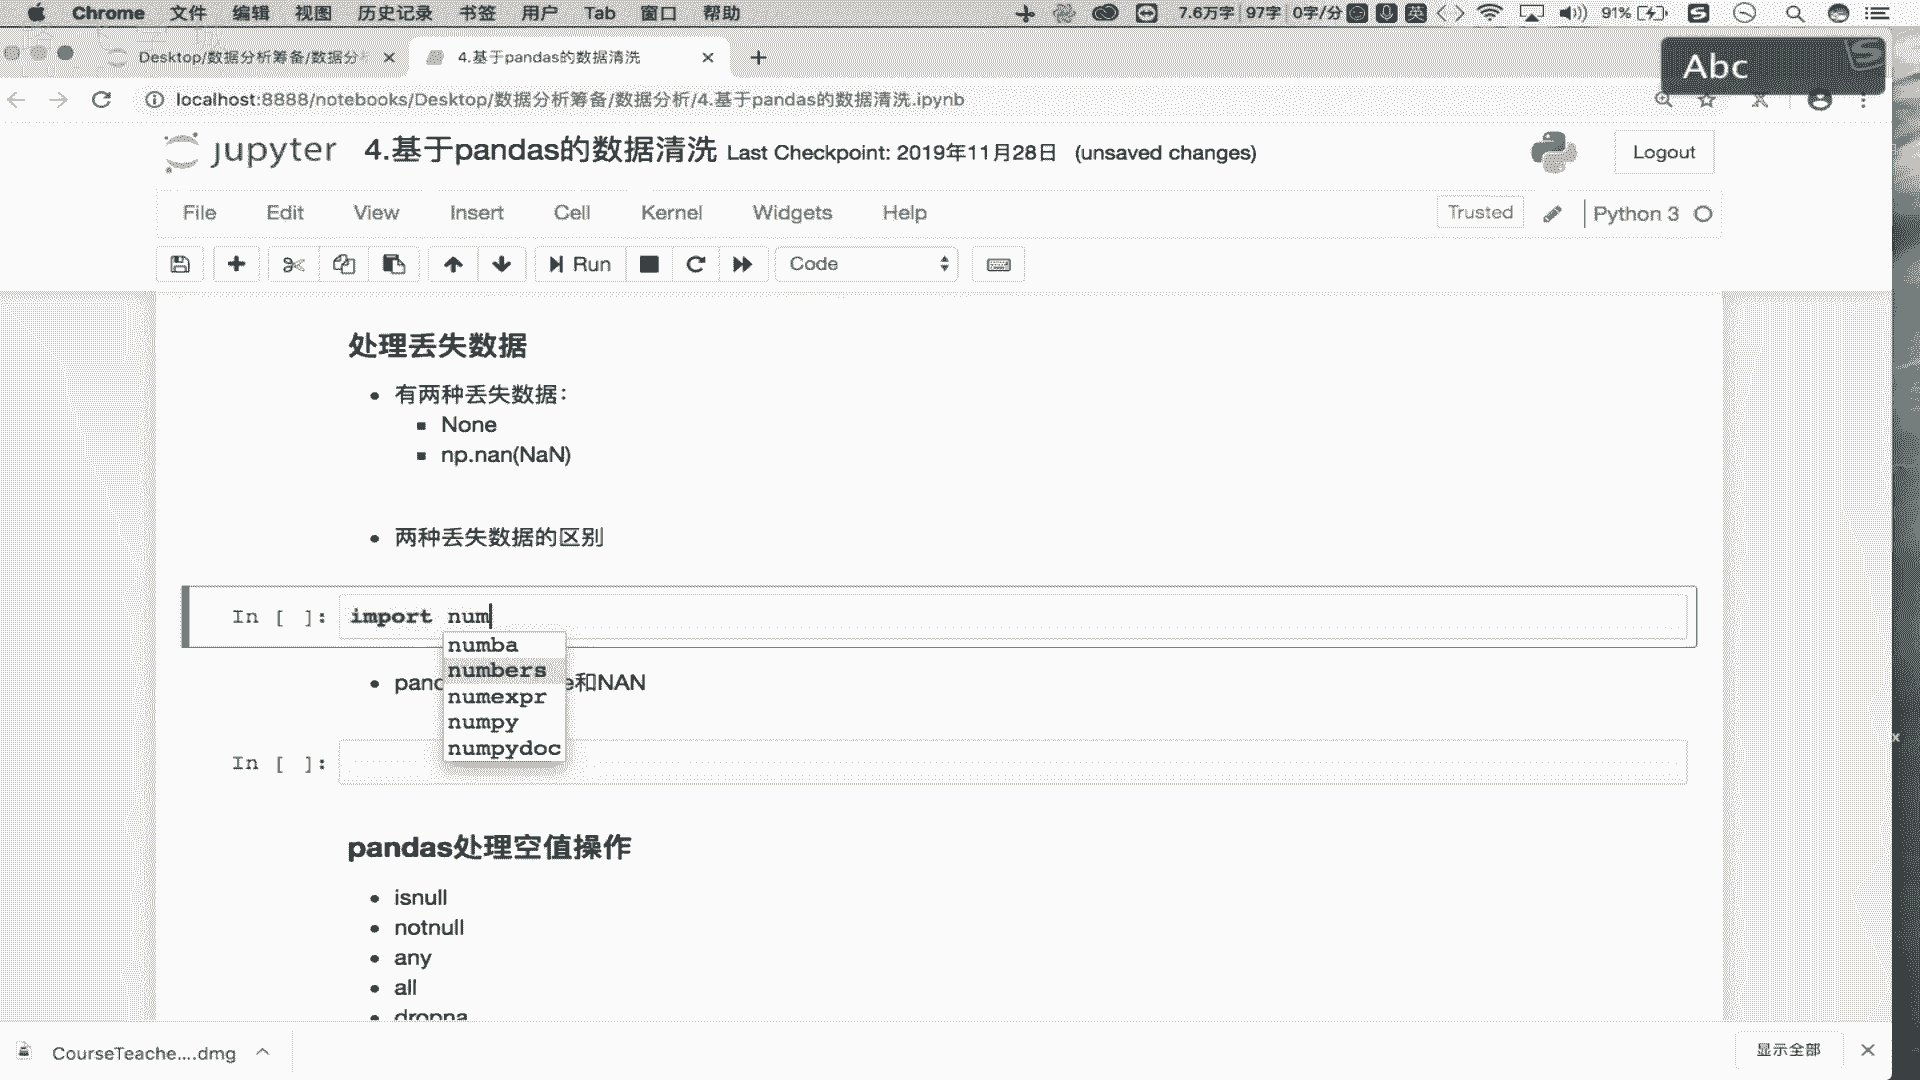 Chrome 文件 编辑 视图 历史记录 书签 用户 Tab 窗口 帮助 7.6万字 97字 0字/分 英 91%
Desktop/数据分析筹备/数据分 4.基于pandas的数据清洗
Abc
localhost:8888/notebooks/Desktop/数据分析筹备/数据分析/4.基于pandas的数据清洗.ipynb
jupyter 4.基于pandas的数据清洗 Last Checkpoint: 2019年11月28日 (unsaved changes) Logout
File Edit View Insert Cell Kernel Widgets Help Trusted Python 3
Run Code
处理丢失数据
有两种丢失数据：
None
np.nan(NaN)
两种丢失数据的区别
In [ ]: import num
numba
numbers
numexpr
numpy
numpydoc
pand e和NAN
In [ ]:
pandas处理空值操作
isnull
notnull
any
all
dropna
CourseTeache....dmg 显示全部